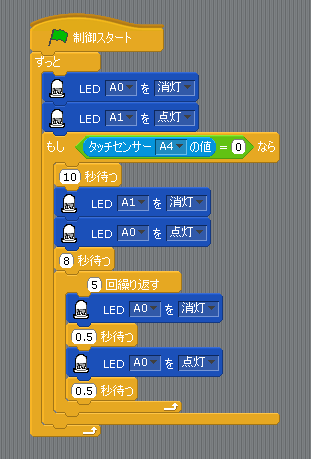 制御スタート
ずっと
LED A0 を 消灯
LED A1 を 点灯
もし タッチセンサー A4 の値 = 0 なら
10 秒待つ
LED A1 を 消灯
LED A0 を 点灯
8 秒待つ
5 回繰り返す
LED A0 を 消灯
0.5 秒待つ
LED A0 を 点灯
0.5 秒待つ